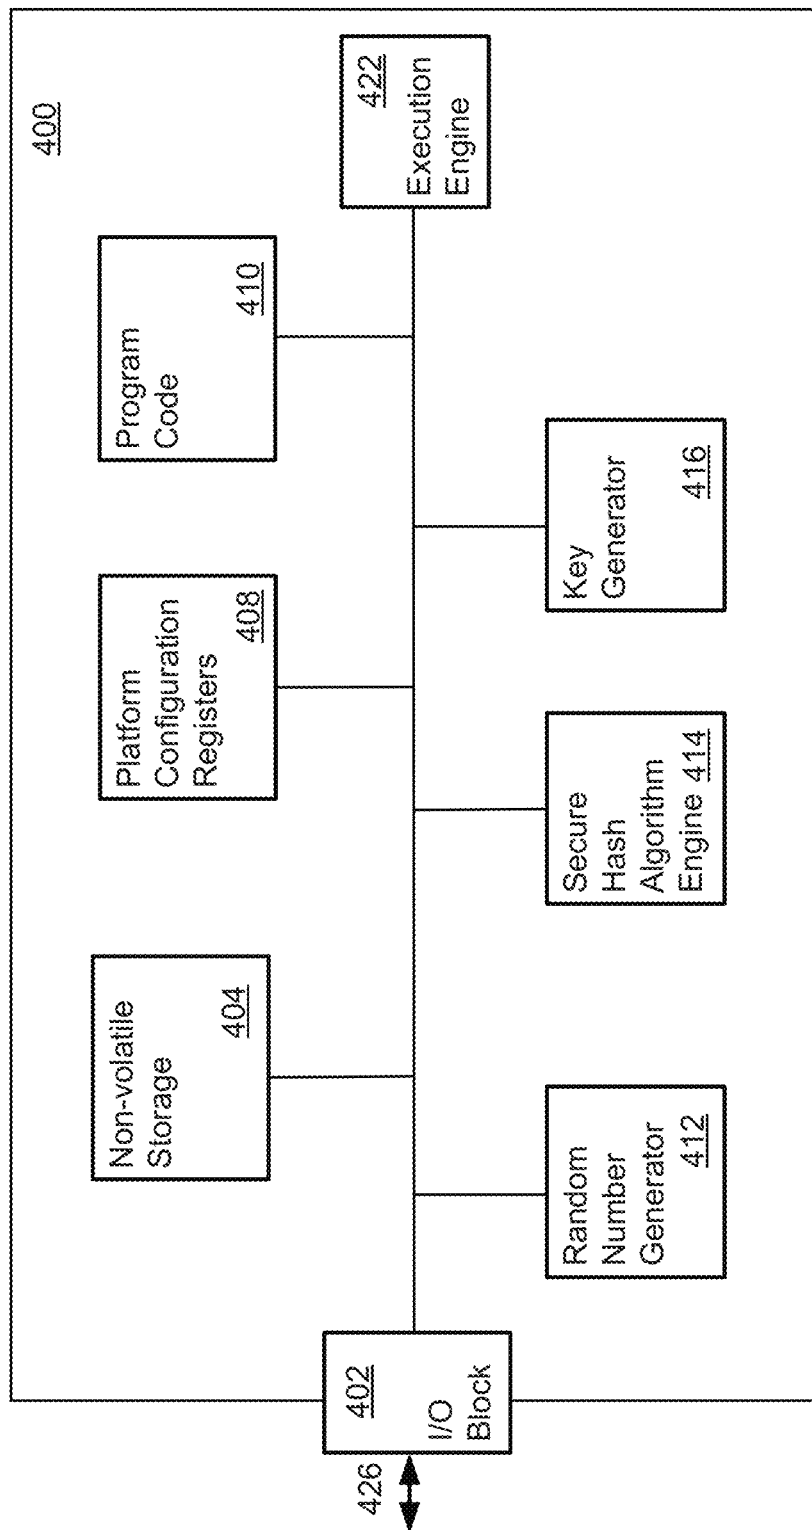 400
Non-volatile
Storage
404
Platform
Configuration
Registers
408
Program
Code
410
426
402
I/O
Block
422
Execution
Engine
Random
Number
Generator
412
Secure
Hash
Algorithm
Engine 414
Key
Generator
416